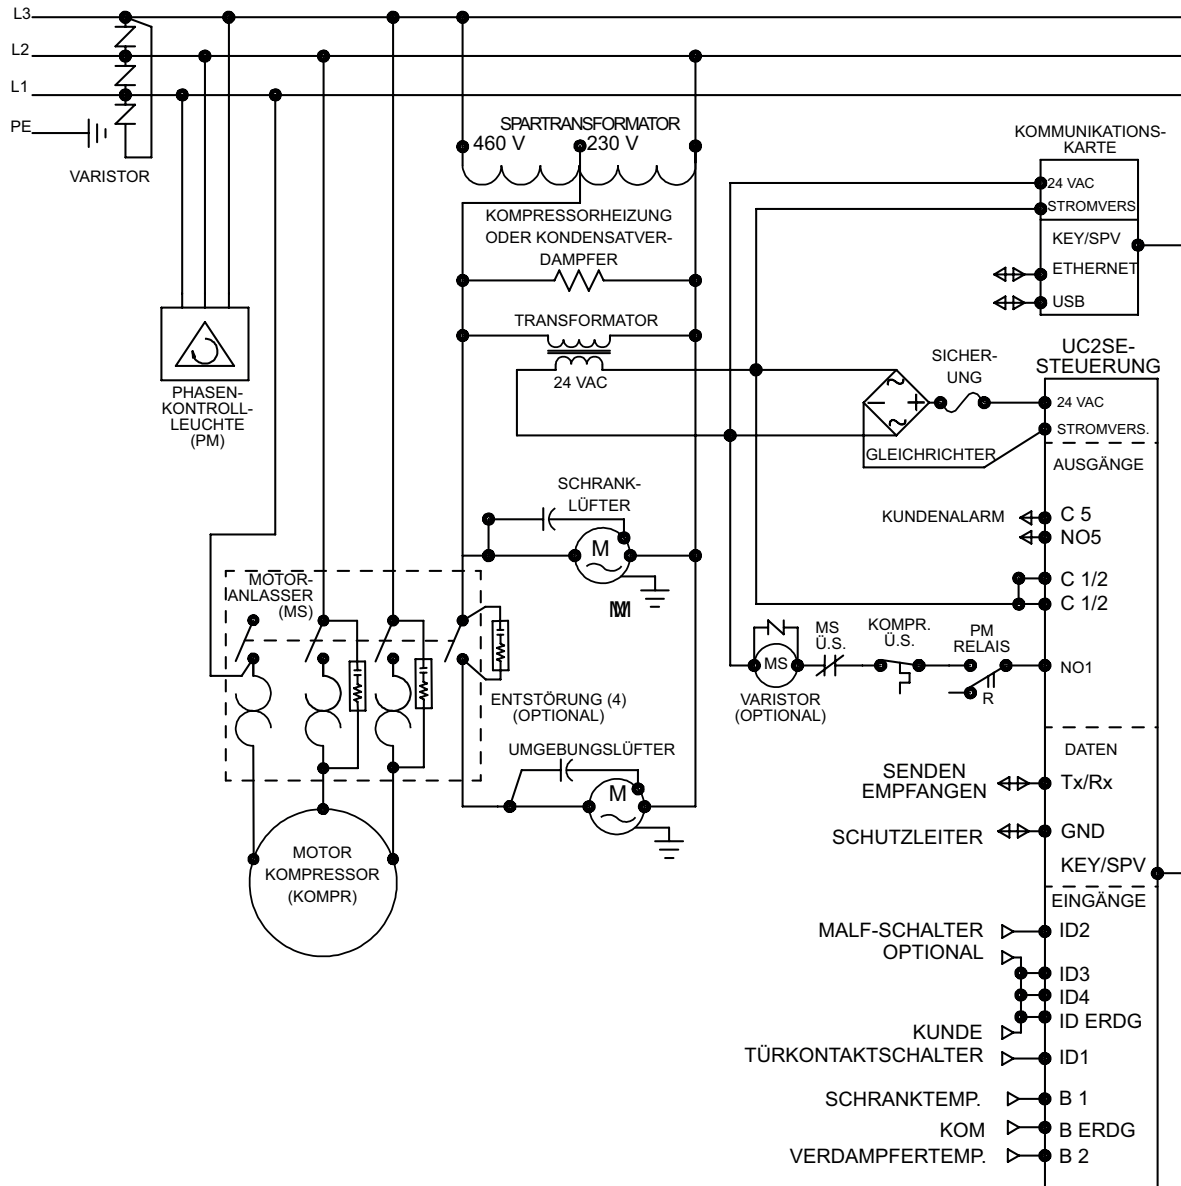 L3
L2
L1
PE
VARISTOR
SPARTRANSFORMATOR
460 V
230 V
KOMMUNIKATIONS-
KARTE
24 VAC
STROMVERS
KEY/SPV
ETHERNET
USB
KOMPRESSORHEIZUNG
ODER KONDENSATVER-
DAMPFER
TRANSFORMATOR
24 VAC
PHASEN-
KONTROLL-
LEUCHTE
(PM)
SICHER-
UNG
GLEICHRICHTER
UC2SE-
STEUERUNG
24 VAC
STROMVERS.
AUSGÄNGE
SCHRANK-
LÜFTER
M
KUNDENALARM
C 5
NO5
C 1/2
C 1/2
MOTOR-
ANLASSER
(MS)
MS
VARISTOR
(OPTIONAL)
MS
Ü.S.
KOMPR.
Ü.S.
PM
RELAIS
R
NO1
ENTSTÖRUNG (4)
(OPTIONAL)
UMGEBUNGSLÜFTER
M
MOTOR
KOMPRESSOR
(KOMPR)
DATEN
SENDEN
EMPFANGEN
Tx/Rx
SCHUTZLEITER
GND
KEY/SPV
EINGÄNGE
MALF-SCHALTER
OPTIONAL
ID2
ID3
ID4
ID ERDG
KUNDE
TÜRKONTAKTSCHALTER
ID1
SCHRANKTEMP.
B 1
KOM
B ERDG
VERDAMPFERTEMP.
B 2